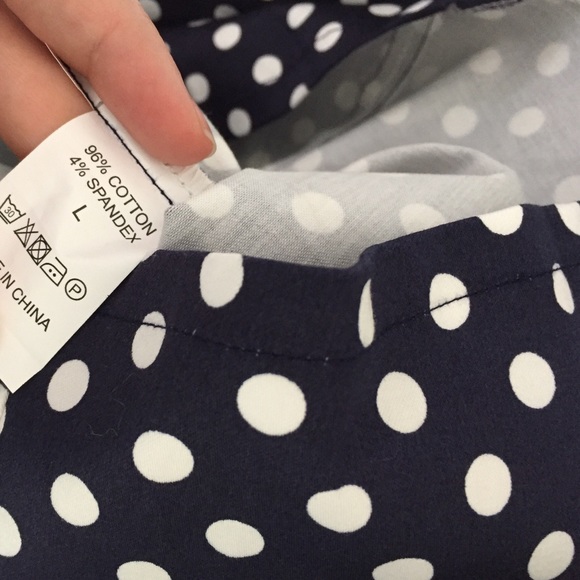 96% COTTON
4% SPANDEX
L
30
P
IN CHINA